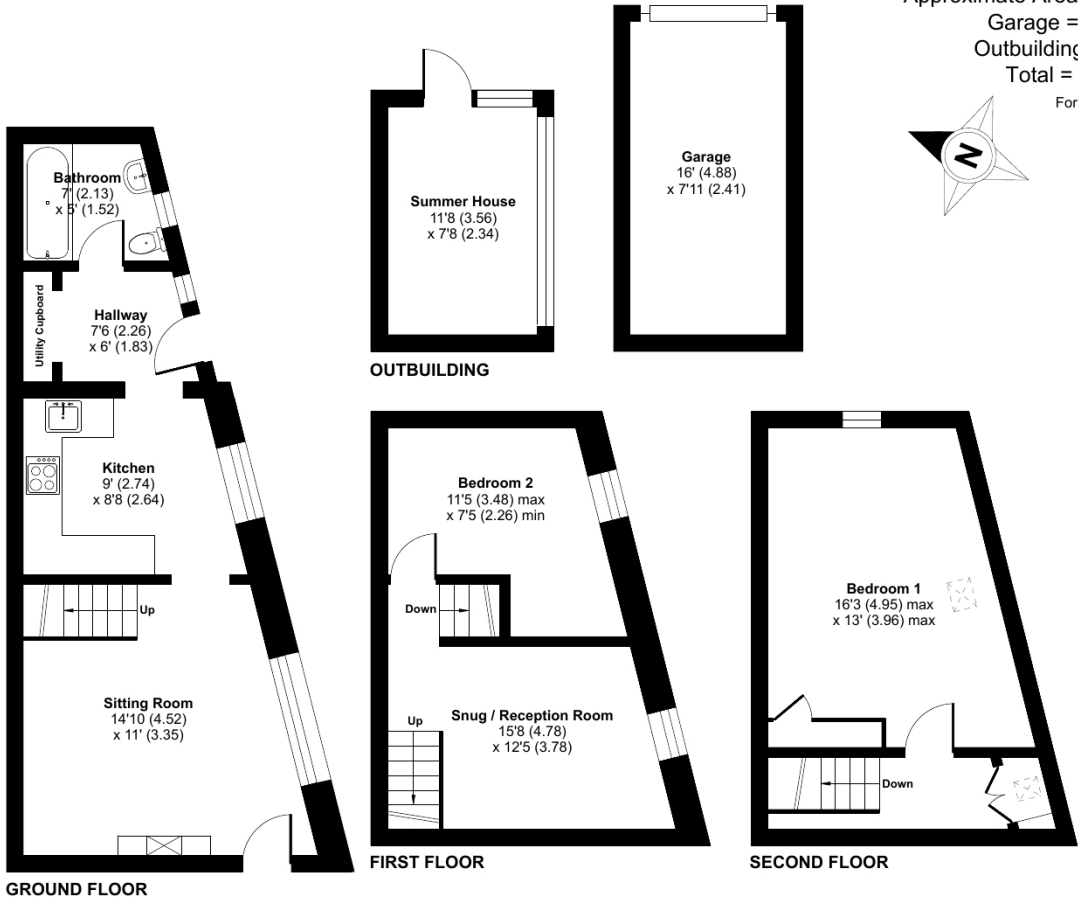 Approximate Area
Garage =
Outbuilding
Total =
For
N
Bathroom
7' (2.13)
x 5' (1.52)
Utility Cupboard
Hallway
7'6 (2.26)
x 6' (1.83)
Kitchen
9' (2.74)
x 8'8 (2.64)
Up
Sitting Room
14'10 (4.52)
x 11' (3.35)
GROUND FLOOR
Summer House
11'8 (3.56)
x 7'8 (2.34)
OUTBUILDING
Garage
16' (4.88)
x 7'11 (2.41)
Bedroom 2
11'5 (3.48) max
x 7'5 (2.26) min
Down
Up
Snug / Reception Room
15'8 (4.78)
x 12'5 (3.78)
FIRST FLOOR
Bedroom 1
16'3 (4.95) max
x 13' (3.96) max
Down
SECOND FLOOR